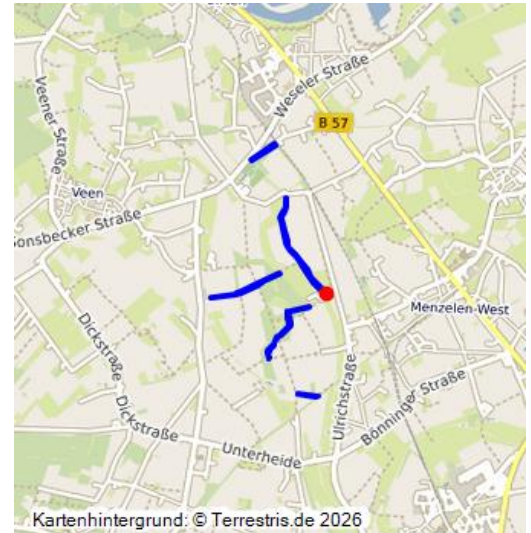 Weseler Straße
B 57
Veener Straße
Veen
Sonsbecker Straße
Menzelen-West
Dickstraße
Dickstraße
Ulrichstraße
Bönninger Straße
Unterheide
Kartenhintergrund: © Terrestris.de 2026